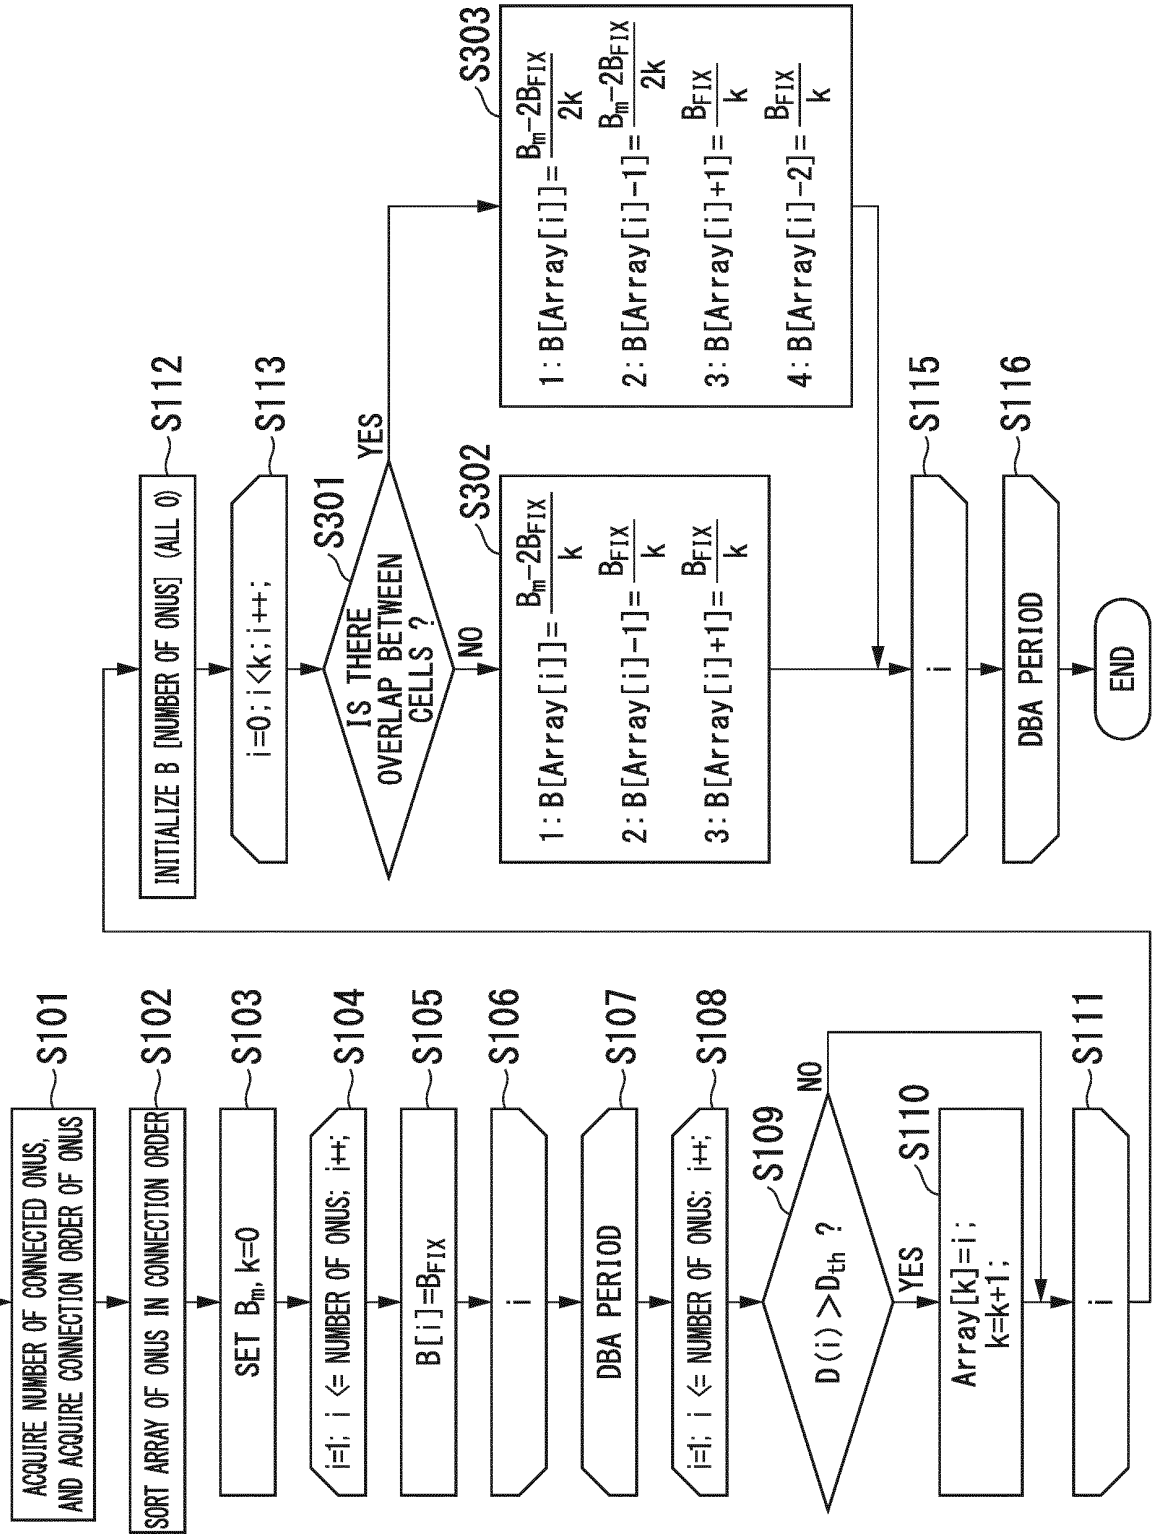 ACQUIRE NUMBER OF CONNECTED ONUS,
AND ACQUIRE CONNECTION ORDER OF ONUS
S101
SORT ARRAY OF ONUS IN CONNECTION ORDER
S102
SET Bm, k=0
S103
i=1; i <= NUMBER OF ONUS; i++;
S104
B[i]=BFIX
S105
i
S106
DBA PERIOD
S107
i=1; i <= NUMBER OF ONUS; i++;
S108
D(i)>Dth ?
S109
NO
YES
Array[k]=i;
k=k+1;
S110
i
S111
INITIALIZE B [NUMBER OF ONUS] (ALL 0)
S112
i=0;i<k;i++;
S113
IS THERE
OVERLAP BETWEEN
CELLS ?
S301
YES
NO
S302
1:B[Array[i]]=(Bm-2BFIX)/k
2:B[Array[i]-1]=BFIX/k
3:B[Array[i]+1]=BFIX/k
S303
1:B[Array[i]]=(Bm-2BFIX)/2k
2:B[Array[i]-1]=(Bm-2BFIX)/2k
3:B[Array[i]+1]=BFIX/k
4:B[Array[i]-2]=BFIX/k
i
S115
DBA PERIOD
S116
END